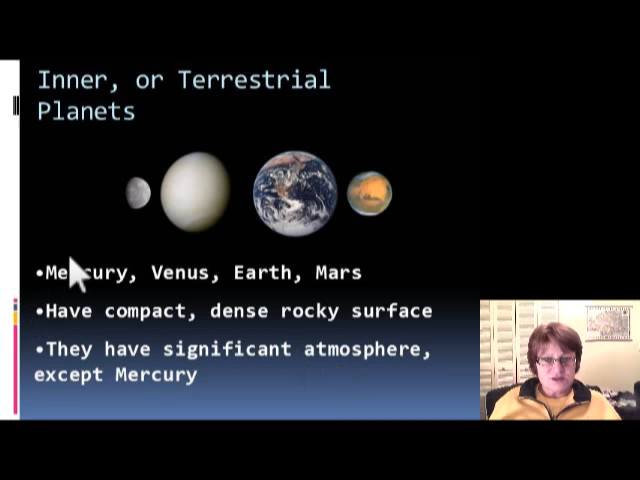 Inner, or Terrestrial
Planets
•Mercury, Venus, Earth, Mars
•Have compact, dense rocky surface
•They have significant atmosphere,
except Mercury